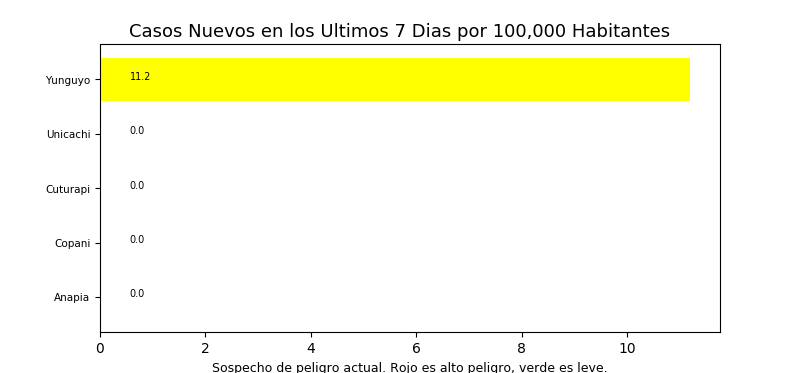 Casos Nuevos en los Ultimos 7 Dias por 100,000 Habitantes
Yunguyo 11.2
Unicachi 0.0
Cuturapi 0.0
Copani 0.0
Anapia 0.0
0 2 4 6 8 10
Sospecho de peligro actual. Rojo es alto peligro, verde es leve.